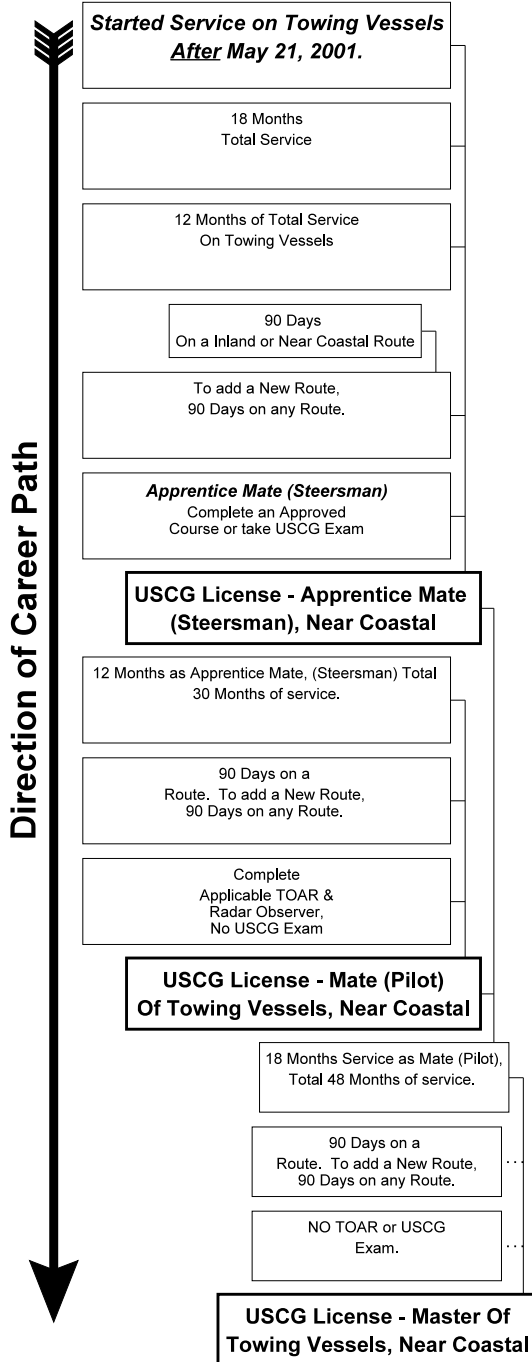 Direction of Career Path
Started Service on Towing Vessels
After May 21, 2001.
18 Months
Total Service
12 Months of Total Service
On Towing Vessels
90 Days
On a Inland or Near Coastal Route
To add a New Route,
90 Days on any Route.
Apprentice Mate (Steersman)
Complete an Approved
Course or take USCG Exam
USCG License - Apprentice Mate
(Steersman), Near Coastal
12 Months as Apprentice Mate, (Steersman) Total
30 Months of service.
90 Days on a
Route. To add a New Route,
90 Days on any Route.
Complete
Applicable TOAR &
Radar Observer,
No USCG Exam
USCG License - Mate (Pilot)
Of Towing Vessels, Near Coastal
18 Months Service as Mate (Pilot),
Total 48 Months of service.
90 Days on a
Route. To add a New Route,
90 Days on any Route.
NO TOAR or USCG
Exam.
USCG License - Master Of
Towing Vessels, Near Coastal